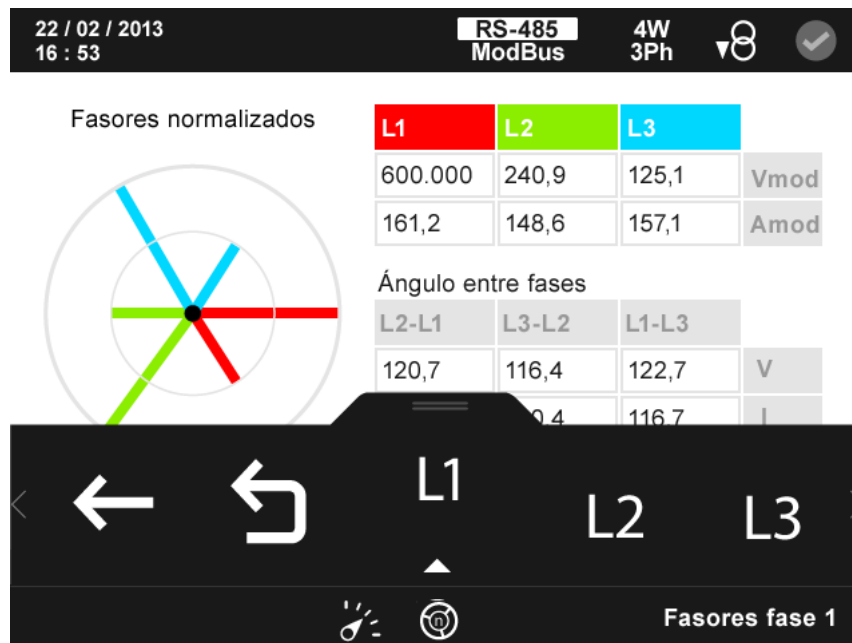 22 / 02 / 2013 RS-485 4W
16 : 53 ModBus 3Ph
Fasores normalizados
L1 L2 L3
600.000 240,9 125,1 Vmod
161,2 148,6 157,1 Amod
Ángulo entre fases
L2-L1 L3-L2 L1-L3
120,7 116,4 122,7 V
0,4 116,7 I
L1 L2 L3
n
Fasores fase 1